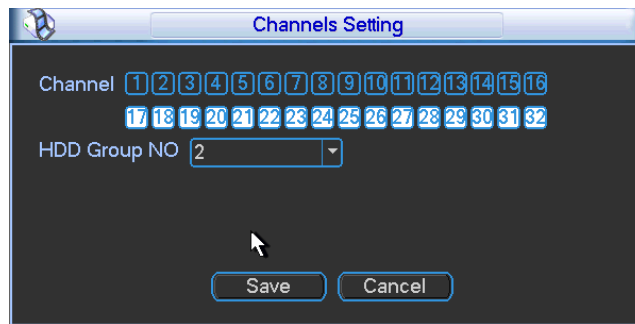 Channels Setting
Channel 1 2 3 4 5 6 7 8 9 10 11 12 13 14 15 16
17 18 19 20 21 22 23 24 25 26 27 28 29 30 31 32
HDD Group NO 2
Save Cancel